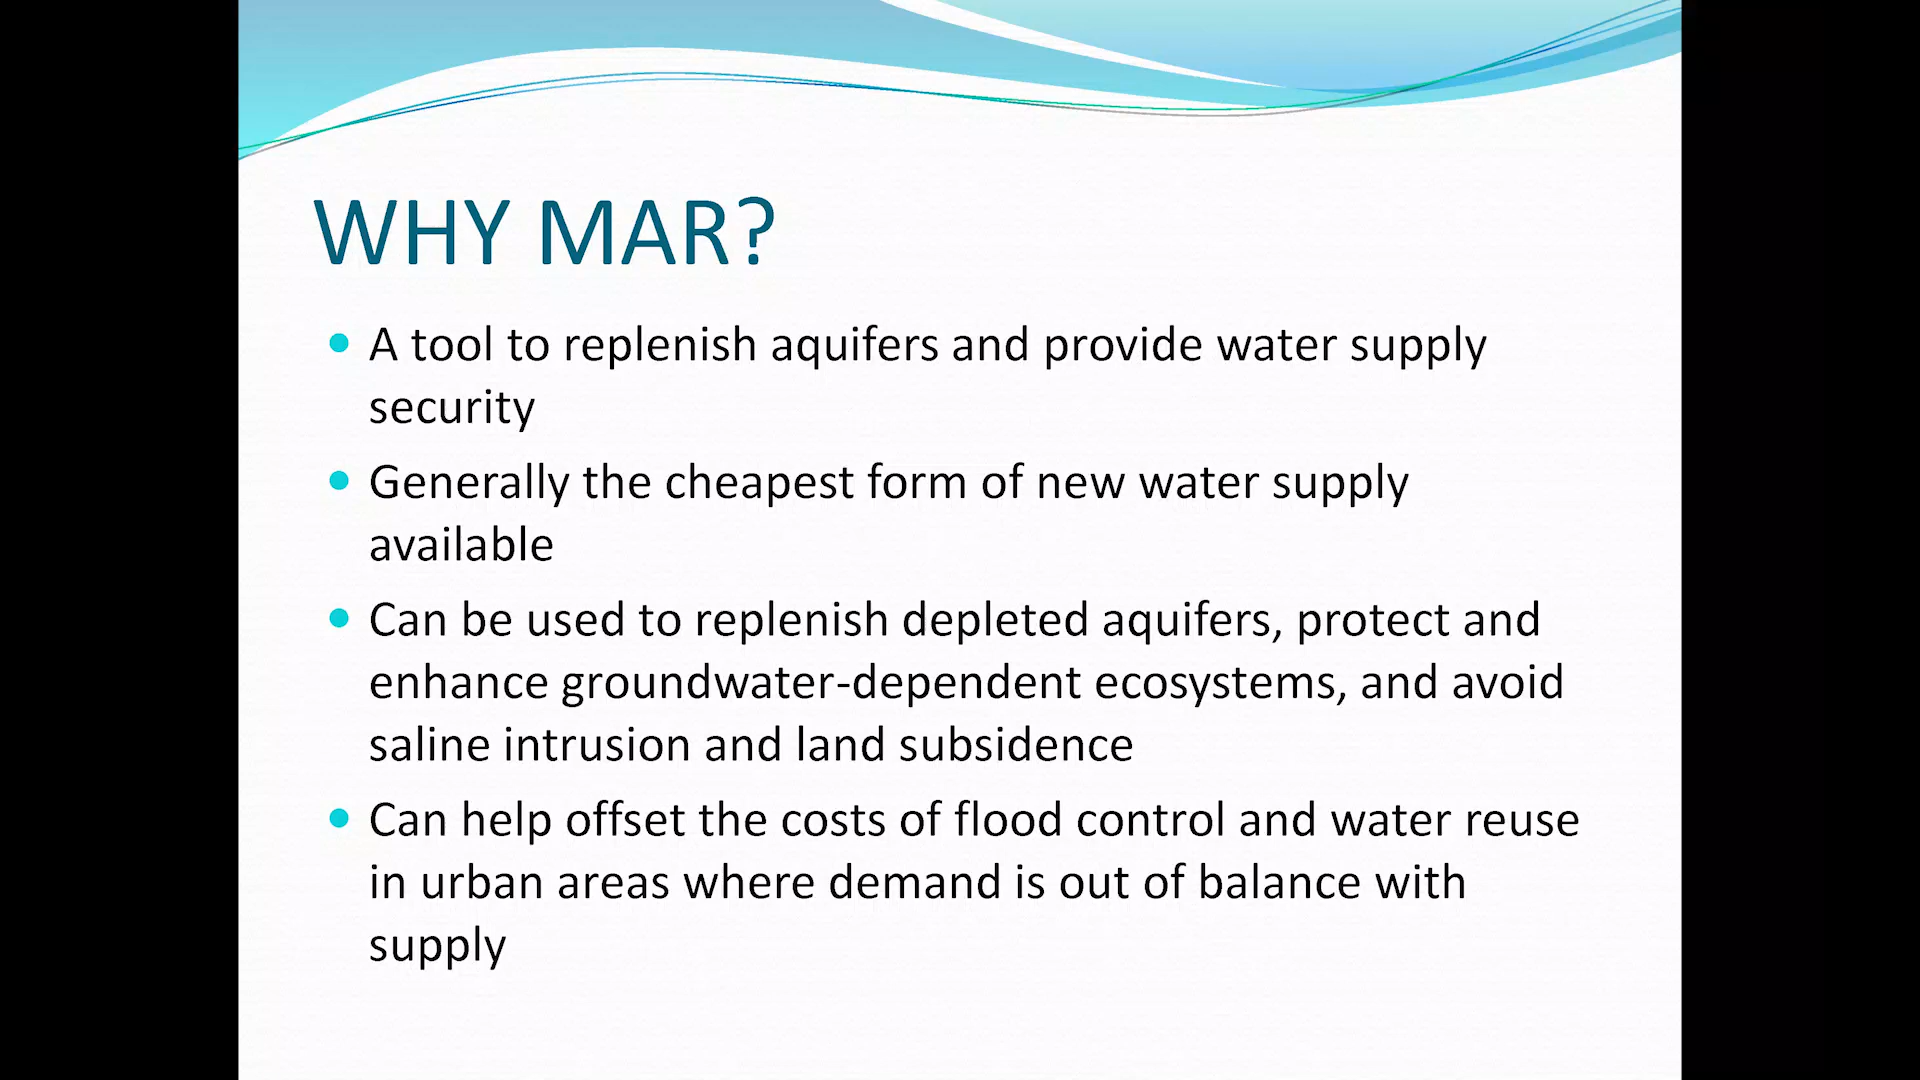 WHY MAR?
• A tool to replenish aquifers and provide water supply
security
• Generally the cheapest form of new water supply
available
• Can be used to replenish depleted aquifers, protect and
enhance groundwater-dependent ecosystems, and avoid
saline intrusion and land subsidence
• Can help offset the costs of flood control and water reuse
in urban areas where demand is out of balance with
supply